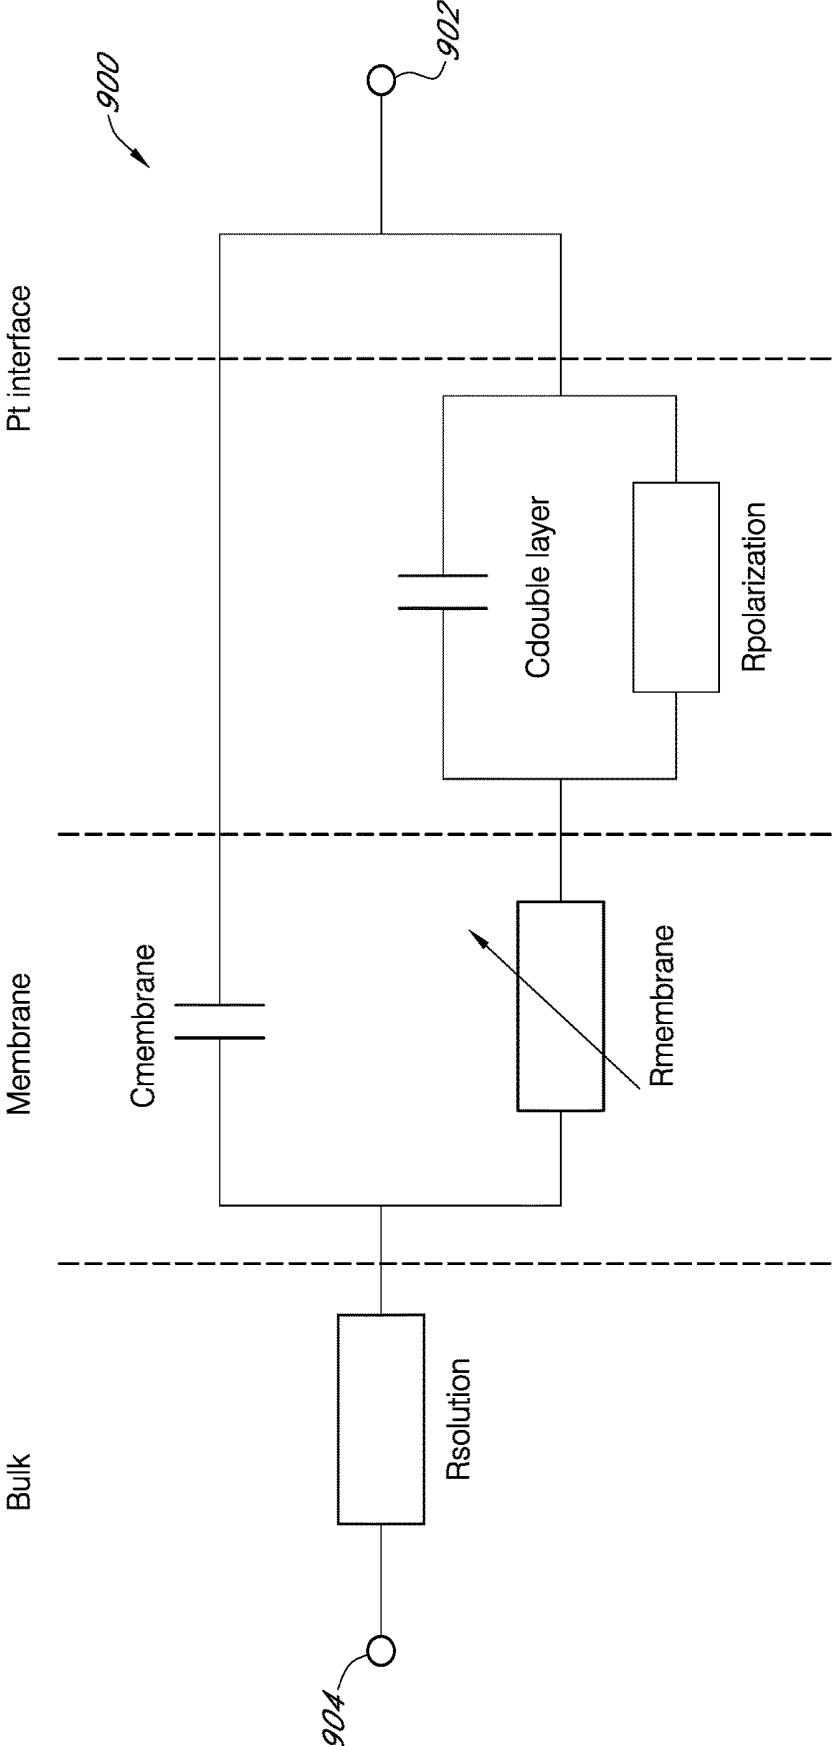 900
902
904
Bulk
Membrane
Pt interface
Cmembrane
Cdouble layer
Rsolution
Rmembrane
Rpolarization